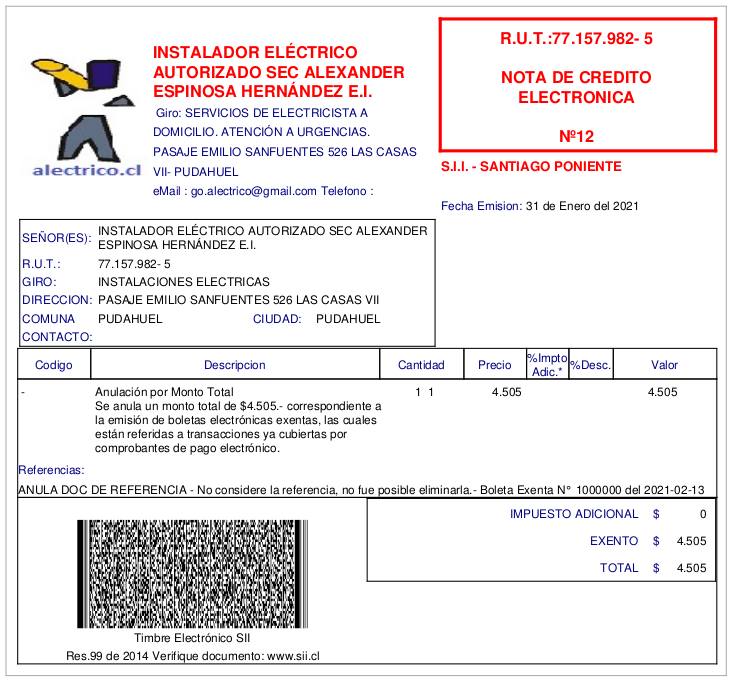 alectrico.cl
INSTALADOR ELÉCTRICO
AUTORIZADO SEC ALEXANDER
ESPINOSA HERNÁNDEZ E.I.
Giro: SERVICIOS DE ELECTRICISTA A
DOMICILIO. ATENCIÓN A URGENCIAS.
PASAJE EMILIO SANFUENTES 526 LAS CASAS
VII- PUDAHUEL
eMail : go.alectrico@gmail.com Telefono :
R.U.T.:77.157.982- 5
NOTA DE CREDITO
ELECTRONICA
Nº12
S.I.I. - SANTIAGO PONIENTE
Fecha Emision: 31 de Enero del 2021
SEÑOR(ES): INSTALADOR ELÉCTRICO AUTORIZADO SEC ALEXANDER
ESPINOSA HERNÁNDEZ E.I.
R.U.T.: 77.157.982- 5
GIRO: INSTALACIONES ELECTRICAS
DIRECCION: PASAJE EMILIO SANFUENTES 526 LAS CASAS VII
COMUNA PUDAHUEL CIUDAD: PUDAHUEL
CONTACTO:
Codigo Descripcion Cantidad Precio %Impto Adic.* %Desc. Valor
- Anulación por Monto Total 1 1 4.505 4.505
Se anula un monto total de $4.505.- correspondiente a
la emisión de boletas electrónicas exentas, las cuales
están referidas a transacciones ya cubiertas por
comprobantes de pago electrónico.
Referencias:
ANULA DOC DE REFERENCIA - No considere la referencia, no fue posible eliminarla.- Boleta Exenta N° 1000000 del 2021-02-13
IMPUESTO ADICIONAL $ 0
EXENTO $ 4.505
TOTAL $ 4.505
Timbre Electrónico SII
Res.99 de 2014 Verifique documento: www.sii.cl